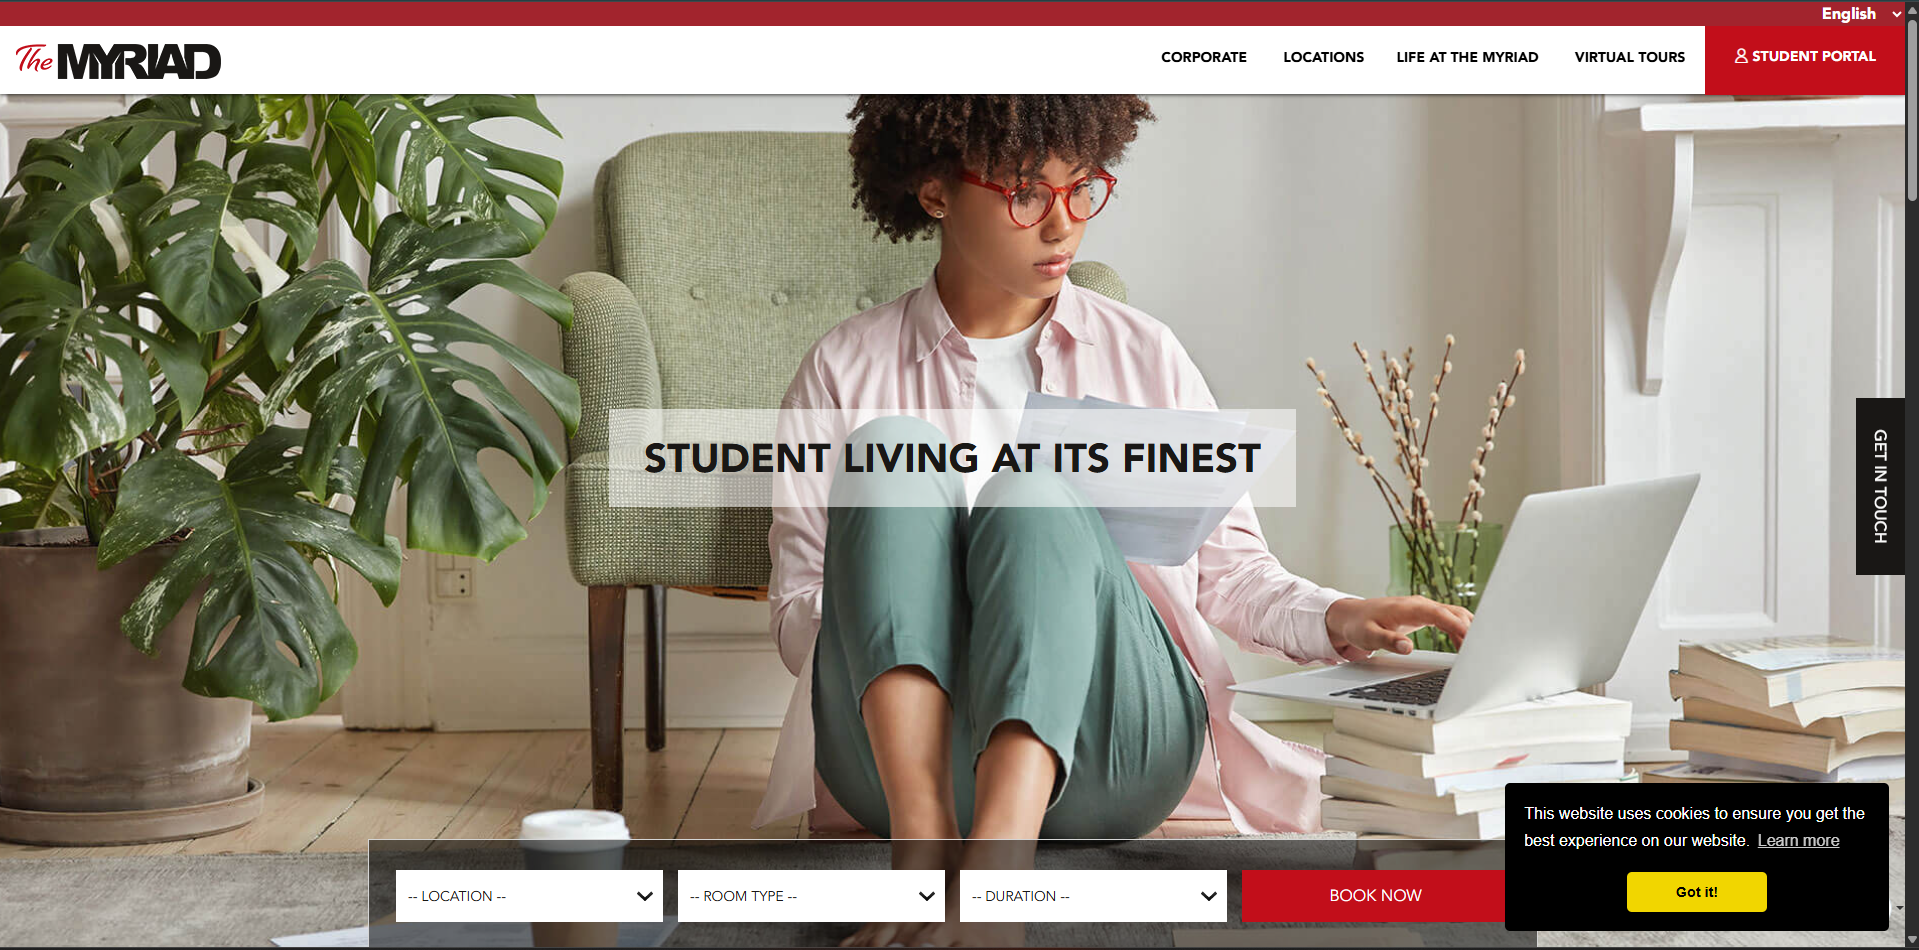 English
The MYRIAD
CORPORATE
LOCATIONS
LIFE AT THE MYRIAD
VIRTUAL TOURS
STUDENT PORTAL
STUDENT LIVING AT ITS FINEST
GET IN TOUCH
-- LOCATION --
-- ROOM TYPE --
-- DURATION --
BOOK NOW
This website uses cookies to ensure you get the
best experience on our website. Learn more
Got it!